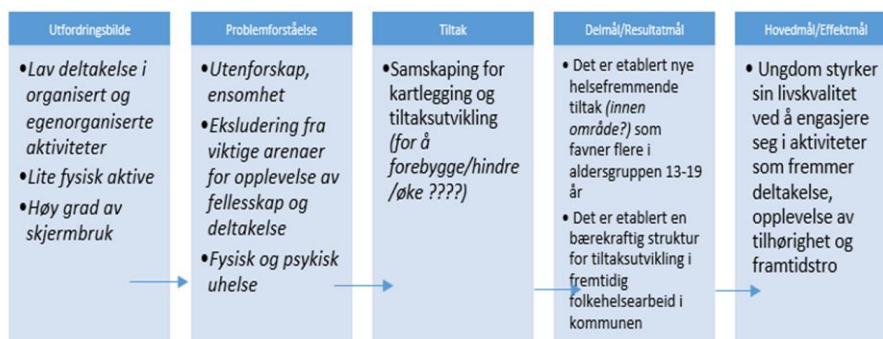 Utfordringsbilde
•Lav deltakelse i
organisert og
egenorganiserte
aktiviteter
•Lite fysisk aktive
•Høy grad av
skjermbruk
Problemforståelse
•Utenforskap,
ensomhet
•Eksludering fra
viktige arenaer
for opplevelse av
fellesskap og
deltakelse
•Fysisk og psykisk
uhelse
Tiltak
•Samskaping for
kartlegging og
tiltaksutvikling
(for å
forebygge/hindre
/øke ????)
Delmål/Resultatmål
• Det er etablert nye
helsefremmende
tiltak (innen
område?) som
favner flere i
aldersgruppen 13-19
år
• Det er etablert en
bærekraftig struktur
for tiltaksutvikling i
fremtidig
folkehelsearbeid i
kommunen
Hovedmål/Effektmål
• Ungdom styrker
sin livskvalitet
ved å engasjere
seg i aktiviteter
som fremmer
deltakelse,
opplevelse av
tilhørighet og
framtidstro